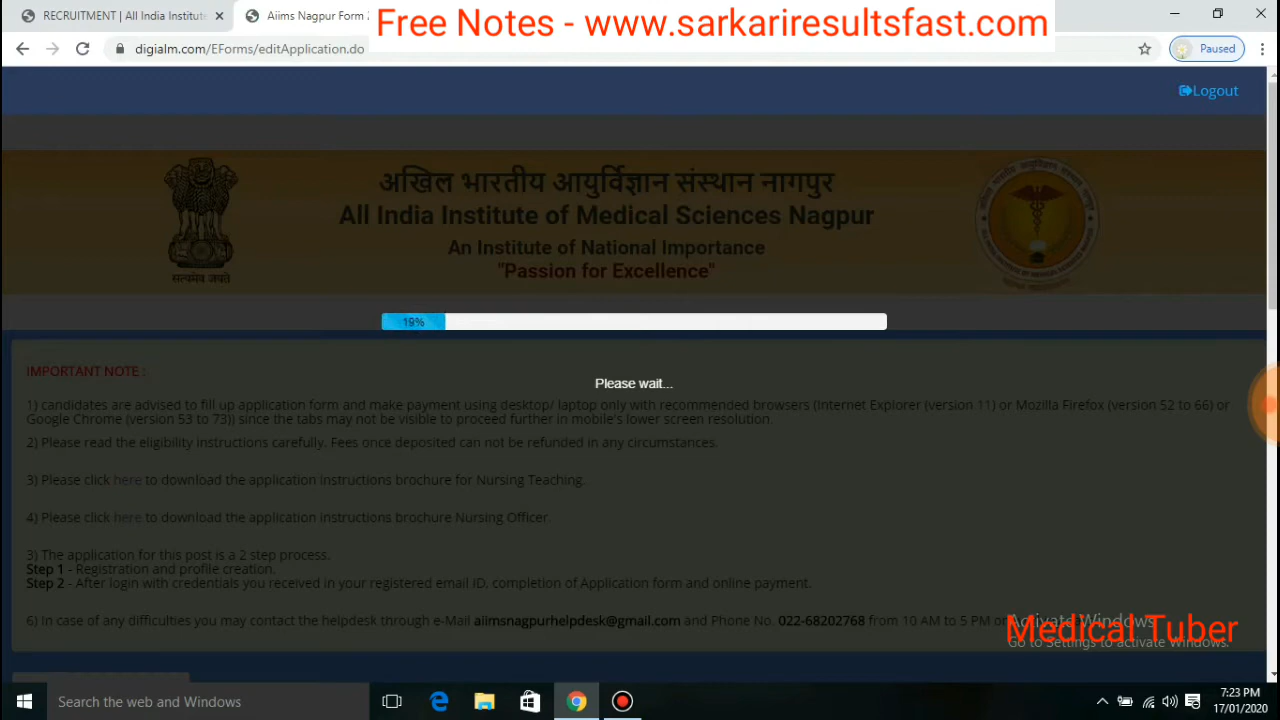 RECRUITMENT | All India Institute
Aiims Nagpur Form
Free Notes - www.sarkariresultsfast.com
digialm.com/EForms/editApplication.do
Paused
Logout
अखिल भारतीय आयुर्विज्ञान संस्थान नागपुर
All India Institute of Medical Sciences Nagpur
An Institute of National Importance
"Passion for Excellence"
सत्यमेव जयते
19%
Please wait...
IMPORTANT NOTE :
1) candidates are advised to fill up application form and make payment using desktop/ laptop only with recommended browsers (Internet Explorer (version 11) or Mozilla Firefox (version 52 to 66) or
Google Chrome (version 53 to 73)) since the tabs may not be visible to proceed further in mobile's lower screen resolution.
2) Please read the eligibility instructions carefully. Fees once deposited can not be refunded in any circumstances.
3) Please click here to download the application instructions brochure for Nursing Teaching.
4) Please click here to download the application instructions brochure Nursing Officer.
3) The application for this post is a 2 step process.
Step 1 - Registration and profile creation.
Step 2 - After login with credentials you received in your registered email ID, completion of Application form and online payment.
6) In case of any difficulties you may contact the helpdesk through e-Mail aiimsnagpurhelpdesk@gmail.com and Phone No. 022-68202768 from 10 AM to 5 PM on
Activate Windows
Medical Tuber
Go to Settings to activate Windows.
Search the web and Windows
7:23 PM
17/01/2020